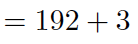 = 192 + 3